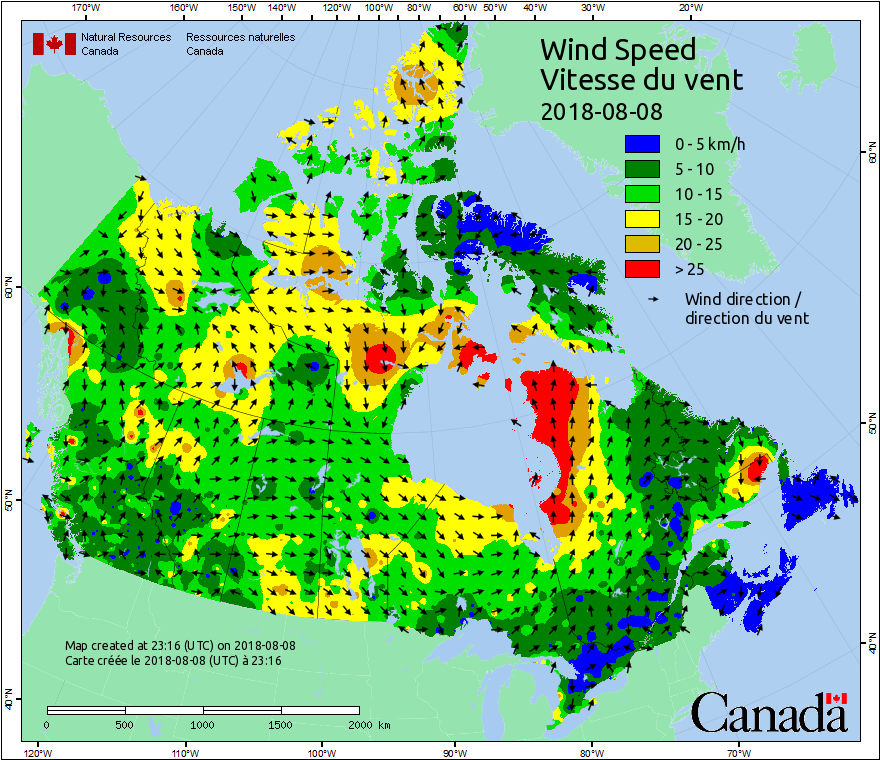 170°W 160°W 150°W 140°W 130°W 120°W 110°W 100°W 90°W 80°W 70°W 60°W 50°W 40°W 30°W 20°W
Natural Resources Ressources naturelles
Canada Canada
Wind Speed
Vitesse du vent
2018-08-08
0 - 5 km/h
5 - 10
10 - 15
15 - 20
20 - 25
> 25
Wind direction /
direction du vent
60°N
50°N
40°N
60°N
50°N
40°N
Map created at 23:16 (UTC) on 2018-08-08
Carte créée le 2018-08-08 (UTC) à 23:16
0 500 1000 1500 2000 km
Canada
120°W 110°W 100°W 90°W 80°W 70°W